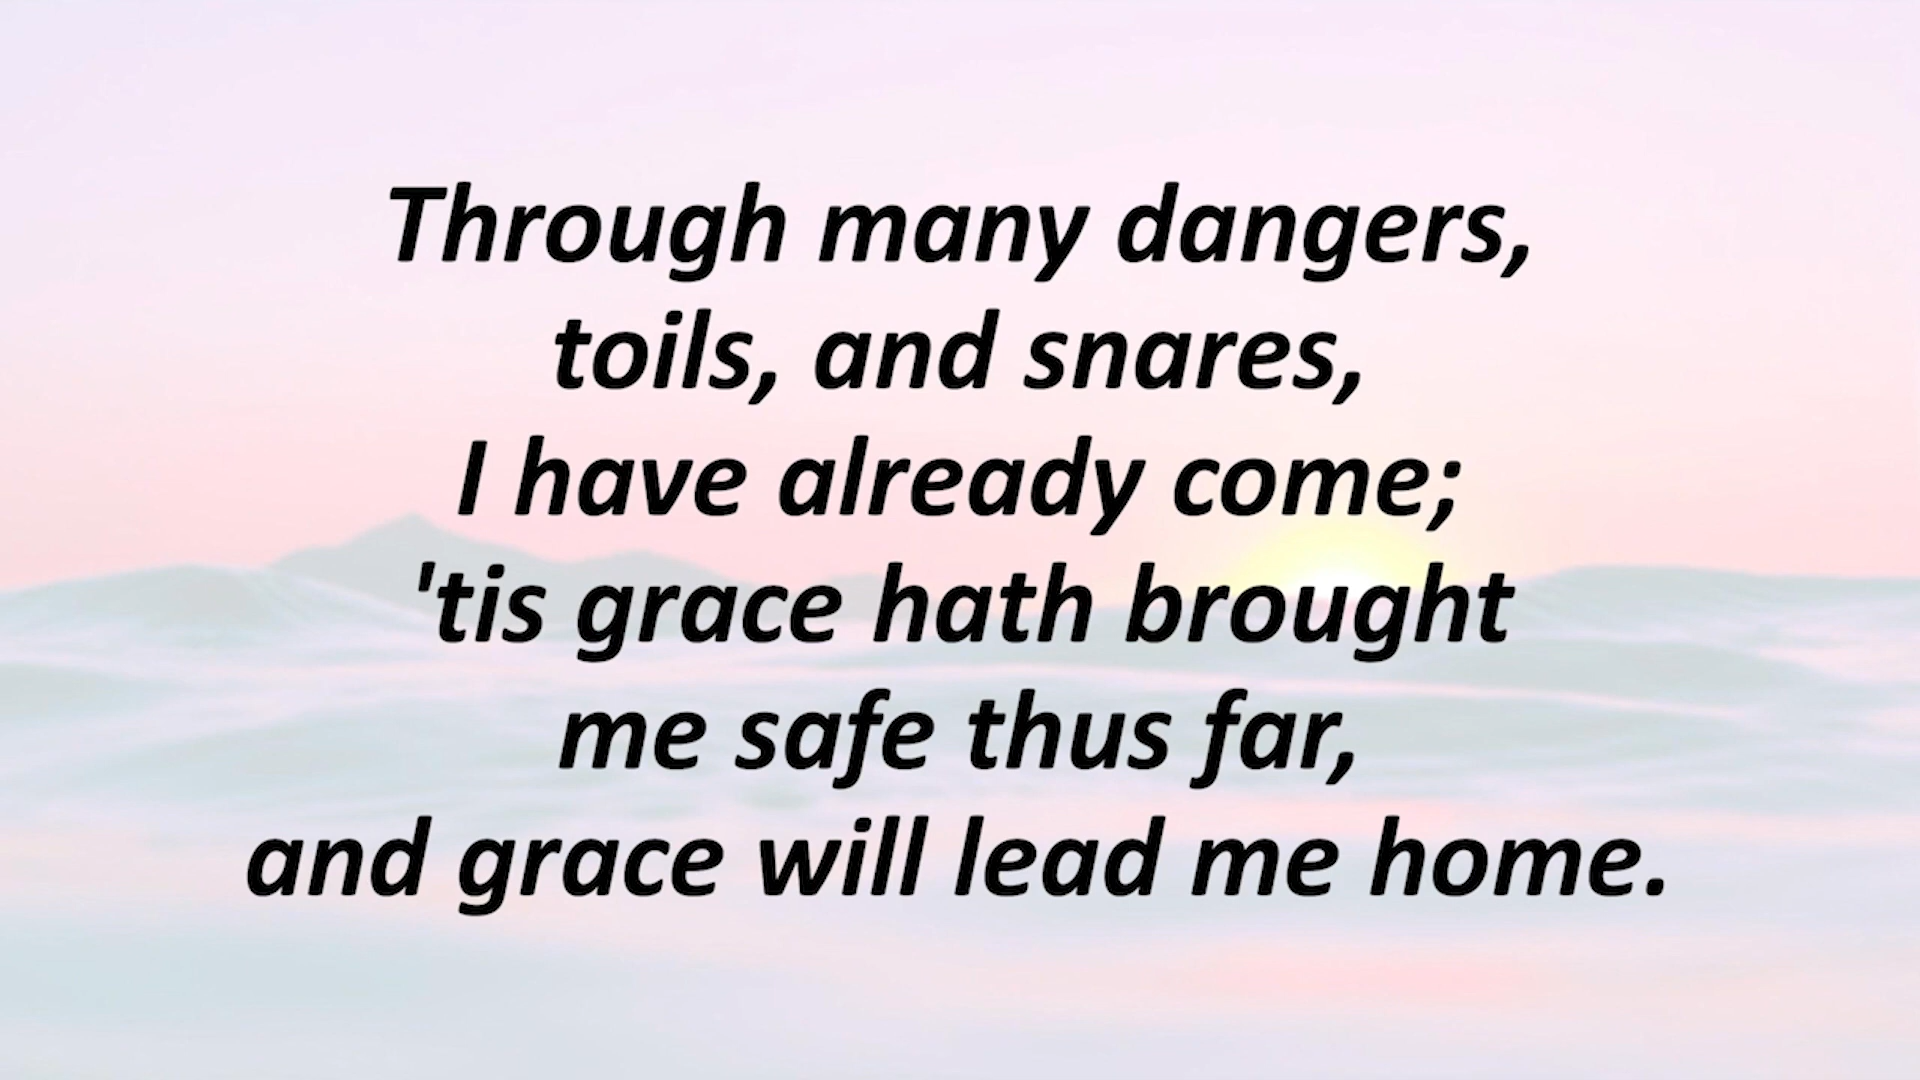 Through many dangers,
toils, and snares,
I have already come;
'tis grace hath brought
me safe thus far,
and grace will lead me home.